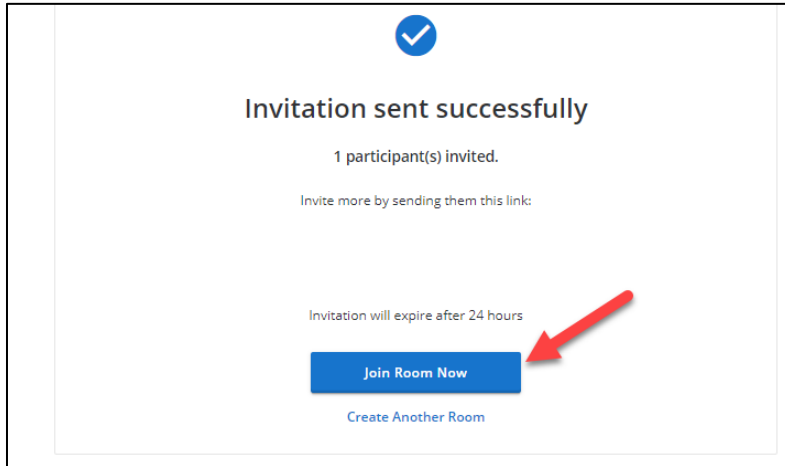 Invitation sent successfully
1 participant(s) invited.
Invite more by sending them this link:
Invitation will expire after 24 hours
Join Room Now
Create Another Room